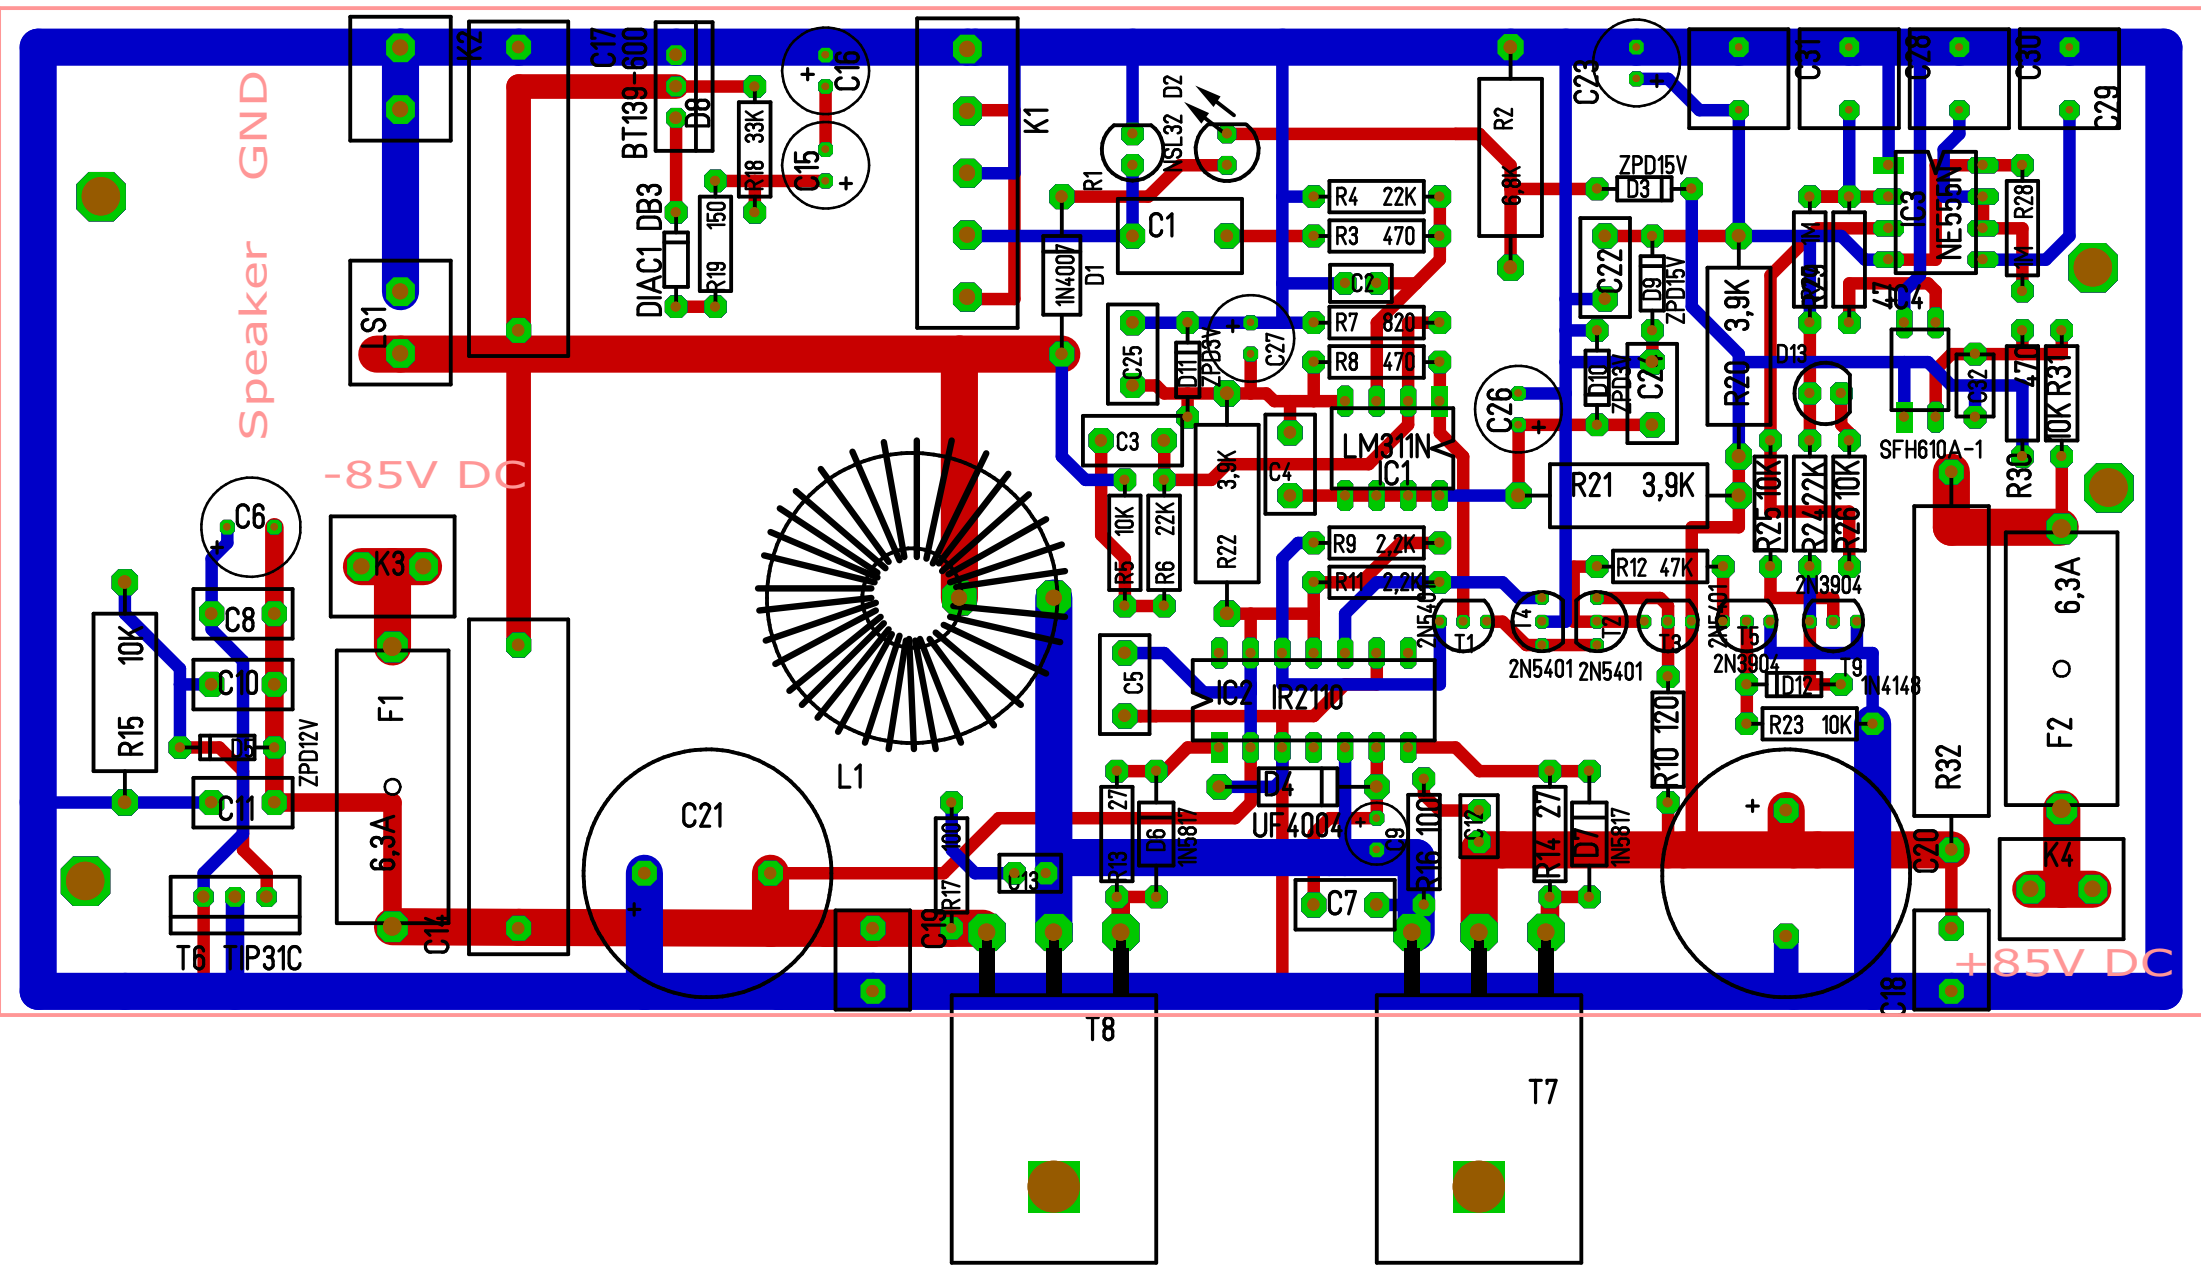 K2
C17
BT139-600
D8
33K
R18
C16
C15
K1
R1
NSL32
D2
R2
6,8K
C23
C31
C28
C30
C29
GND
Speaker
LS1
DIAC1 DB3
150
R19
1N4007
D1
C1
R4 22K
R3 470
C2
R7 820
R8 470
ZPD15V
D3
C22
D9
ZPD15V
3,9K
R20
1M
47
IC3
NE555N
R28
1M
C25
D11
ZPD3V
C27
C26
D10
ZPD3V
D13
SFH610A-1
C32
470
R30
10K R31
-85V DC
C3
C4
3,9K
R22
LM311N
IC1
R21 3,9K
R25 10K
R24 22K
R26 10K
C6
K3
10K
R5
22K
R6
R9 2,2K
R11 2,2K
R12 47K
2N3904
6,3A
F2
C8
C10
10K
R15
D5
ZPD12V
C11
F1
6,3A
L1
C5
IC2
IR2110
2N5401
T1
T4
2N5401
T2
2N5401
T3
2N5401
T5
2N3904
T9
D12
1N4148
R23 10K
R10 120
R32
C21
100
R17
C13
27
R13
D6
1N5817
D4
UF4004
C9
100
R16
C12
R14 27
D7
1N5817
C7
C20
K4
T6
TIP31C
C14
C19
C18
+85V DC
T8
T7